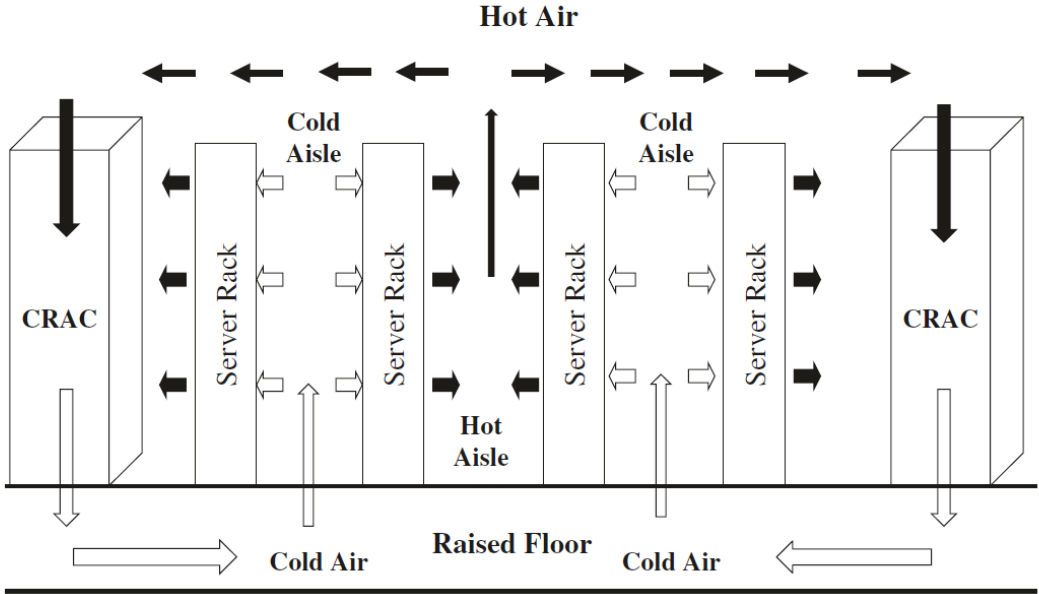 Hot Air
Cold
Aisle
Cold
Aisle
CRAC
Server Rack
Server Rack
Server Rack
Server Rack
CRAC
Hot
Aisle
Raised Floor
Cold Air
Cold Air